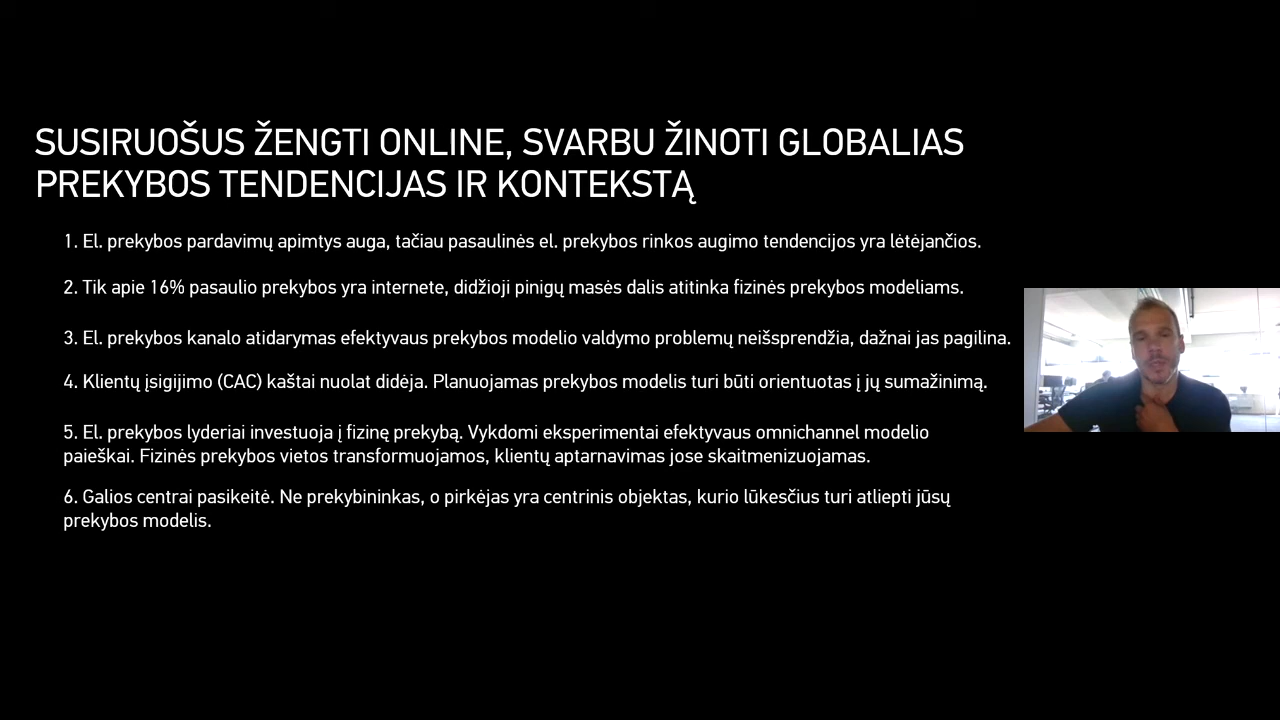 SUSIRUOŠUS ŽENGTI ONLINE, SVARBU ŽINOTI GLOBALIAS
PREKYBOS TENDENCIJAS IR KONTEKSTĄ
1. El. prekybos pardavimų apimtys auga, tačiau pasaulinės el. prekybos rinkos augimo tendencijos yra lėtėjančios.
2. Tik apie 16% pasaulio prekybos yra internete, didžioji pinigų masės dalis atitinka fizinės prekybos modeliams.
3. El. prekybos kanalo atidarymas efektyvaus prekybos modelio valdymo problemų neišsprendžia, dažnai jas pagilina.
4. Klientų įsigijimo (CAC) kaštai nuolat didėja. Planuojamas prekybos modelis turi būti orientuotas į jų sumažinimą.
5. El. prekybos lyderiai investuoja į fizinę prekybą. Vykdomi eksperimentai efektyvaus omnichannel modelio
paieškai. Fizinės prekybos vietos transformuojamos, klientų aptarnavimas jose skaitmenizuojamas.
6. Galios centrai pasikeitė. Ne prekybininkas, o pirkėjas yra centrinis objektas, kurio lūkesčius turi atliepti jūsų
prekybos modelis.